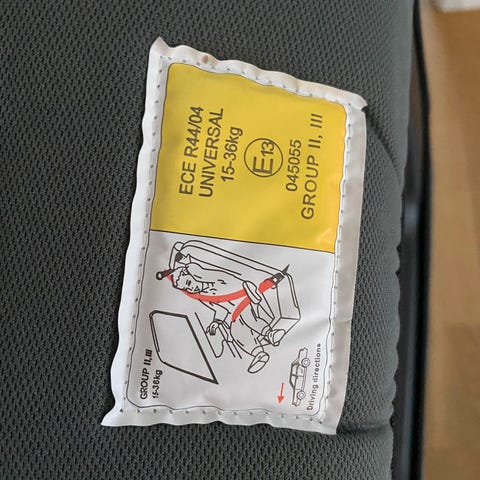 ECE R44/04
UNIVERSAL
15-36kg
E13
045055
GROUP II, III
GROUP II, III
15-36kg
Driving directions